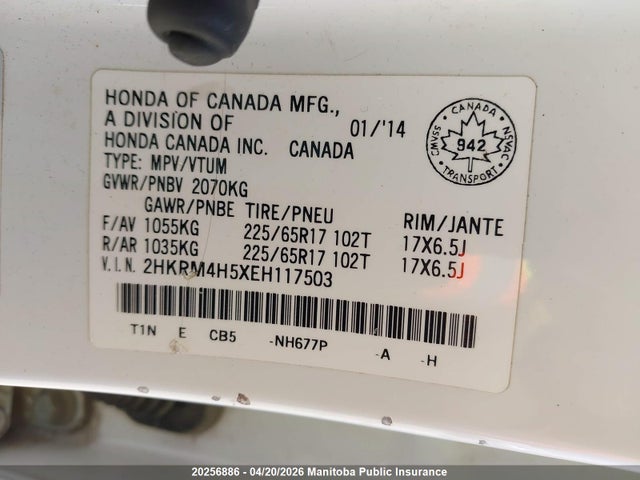 HONDA OF CANADA MFG.,
A DIVISION OF
HONDA CANADA INC. CANADA
01/'14
TYPE: MPV/VTUM
GVWR/PNBV 2070KG
GAWR/PNBE TIRE/PNEU RIM/JANTE
F/AV 1055KG 225/65R17 102T 17X6.5J
R/AR 1035KG 225/65R17 102T 17X6.5J
V.I.N. 2HKRM4H5XEH117503
T1N E CB5 -NH677P -A -H
CANADA
CMVSS 942 NSVAC
TRANSPORT
20256886 - 04/20/2026 Manitoba Public Insurance